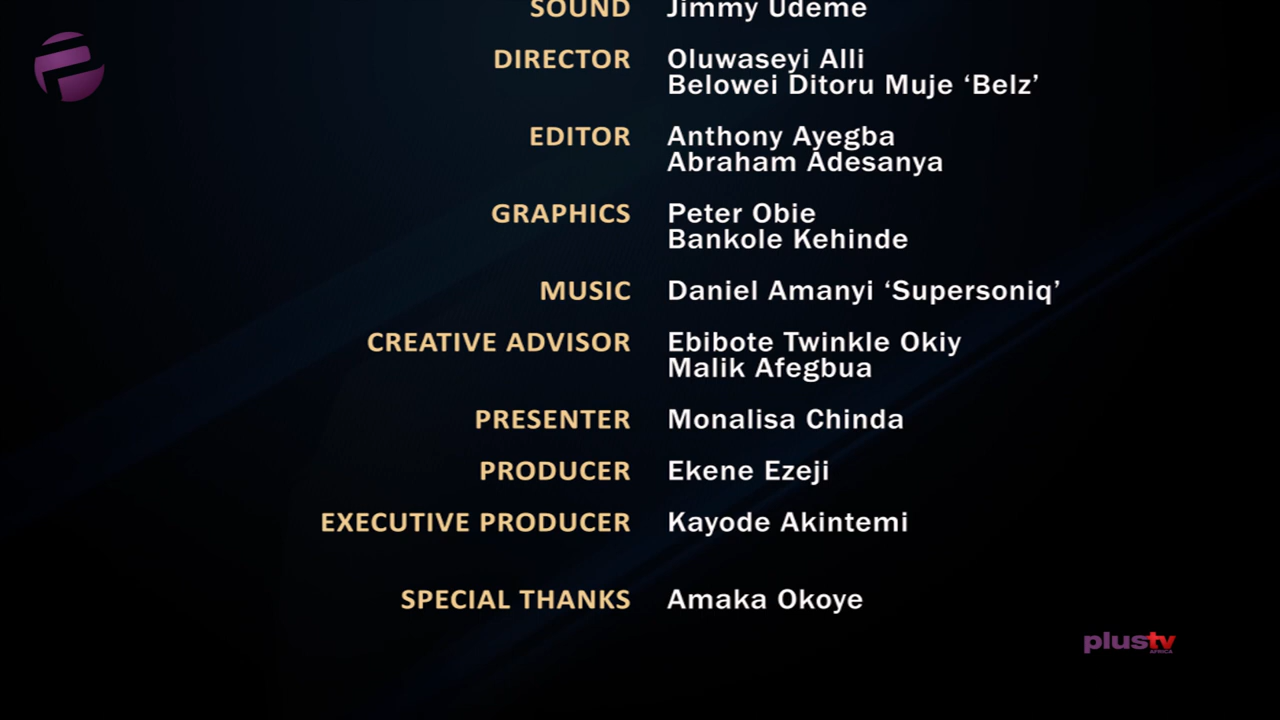 SOUND Jimmy Udeme
DIRECTOR Oluwaseyi Alli
Belowei Ditoru Muje ‘Belz’
EDITOR Anthony Ayegba
Abraham Adesanya
GRAPHICS Peter Obie
Bankole Kehinde
MUSIC Daniel Amanyi ‘Supersoniq’
CREATIVE ADVISOR Ebibote Twinkle Okiy
Malik Afegbua
PRESENTER Monalisa Chinda
PRODUCER Ekene Ezeji
EXECUTIVE PRODUCER Kayode Akintemi
SPECIAL THANKS Amaka Okoye
plustv
AFRICA